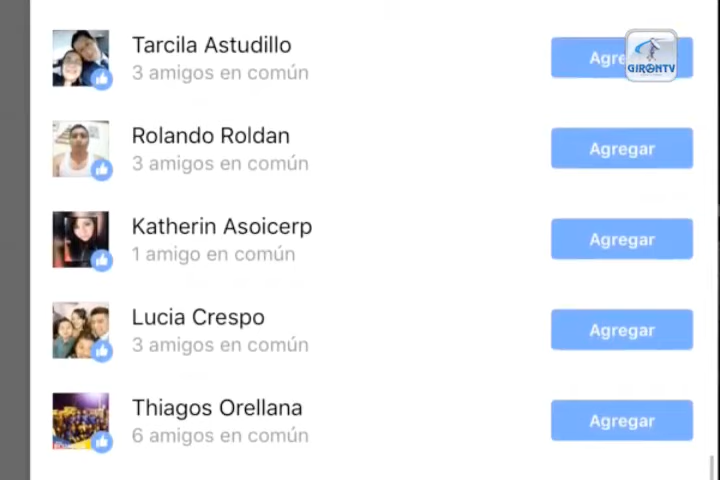 Tarcila Astudillo
3 amigos en común
Agre
GIRONTV
Rolando Roldan
3 amigos en común
Agregar
Katherin Asoicerp
1 amigo en común
Agregar
Lucia Crespo
3 amigos en común
Agregar
Thiagos Orellana
6 amigos en común
Agregar